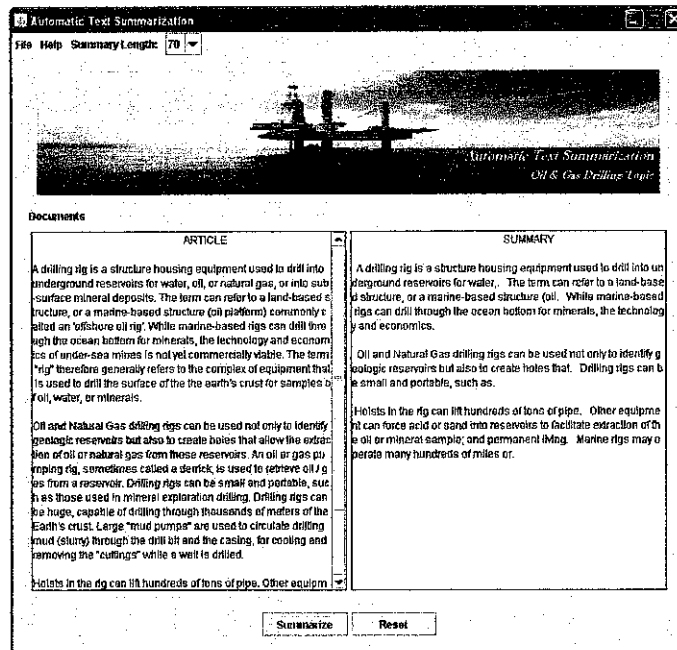 Automatic Text Summarization
File Help Summary Length: 70
Automatic Text Summarization
Oil & Gas Drilling Topic
Documents
ARTICLE
A drilling rig is a structure housing equipment used to drill into
underground reservoirs for water, oil, or natural gas, or into sub
-surface mineral deposits. The term can refer to a land-based s
tructure, or a marine-based structure (oil platform) commonly c
alled an 'offshore oil rig'. While marine-based rigs can drill thro
ugh the ocean bottom for minerals, the technology and econom
ics of under-sea mines is not yet commercially viable. The term
"rig" therefore generally refers to the complex of equipment that
is used to drill the surface of the the earth's crust for samples o
f oil, water, or minerals.
Oil and Natural Gas drilling rigs can be used not only to identify
geologic reservoirs but also to create holes that allow the extrac
tion of oil or natural gas from those reservoirs. An oil or gas pu
mping rig, sometimes called a derrick, is used to retrieve oil / g
as from a reservoir. Drilling rigs can be small and portable, suc
h as those used in mineral exploration drilling. Drilling rigs can
be huge, capable of drilling through thousands of meters of the
Earth's crust. Large "mud pumps" are used to circulate drilling
mud (slurry) through the drill bit and the casing, for cooling and
removing the "cuttings" while a well is drilled.
Hoists in the rig can lift hundreds of tons of pipe. Other equipm
SUMMARY
A drilling rig is a structure housing equipment used to drill into un
derground reservoirs for water,. The term can refer to a land-base
d structure, or a marine-based structure (oil. While marine-based
rigs can drill through the ocean bottom for minerals, the technolog
y and economics.
Oil and Natural Gas drilling rigs can be used not only to identify g
eologic reservoirs but also to create holes that. Drilling rigs can b
e small and portable, such as.
Hoists in the rig can lift hundreds of tons of pipe. Other equipme
nt can force acid or sand into reservoirs to facilitate extraction of th
e oil or mineral sample; and permanent living. Marine rigs may o
perate many hundreds of miles or.
Summarize Reset